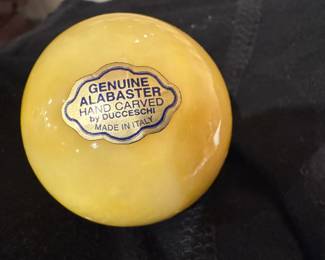 GENUINE
ALABASTER
HAND CARVED
by DUCCESCHI
MADE IN ITALY